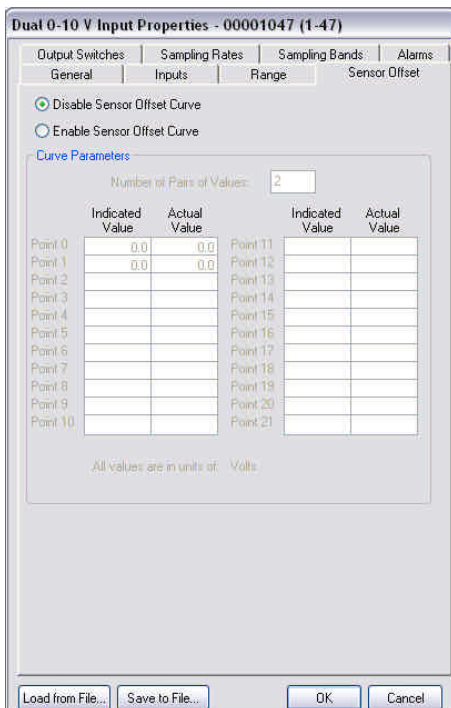 Dual 0-10 V Input Properties - 00001047 (1-47)
Output Switches Sampling Rates Sampling Bands Alarms
General Inputs Range Sensor Offset
Disable Sensor Offset Curve
Enable Sensor Offset Curve
Curve Parameters
Number of Pairs of Values: 2
Indicated Value Actual Value Indicated Value Actual Value
Point 0 0.0 0.0 Point 11
Point 1 0.0 0.0 Point 12
Point 2 Point 13
Point 3 Point 14
Point 4 Point 15
Point 5 Point 16
Point 6 Point 17
Point 7 Point 18
Point 8 Point 19
Point 9 Point 20
Point 10 Point 21
All values are in units of: Volts
Load from File... Save to File... OK Cancel